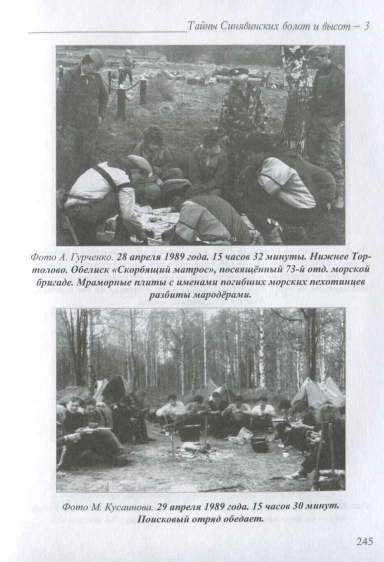 Тайны Синявинских болот и высот – 3
Фото А. Гурченко. 28 апреля 1989 года. 15 часов 32 минуты. Нижнее Тор-
толово. Обелиск «Скорбящий матрос», посвящённый 73-й отд. морской
бригаде. Мраморные плиты с именами погибших морских пехотинцев
разбиты мародёрами.
Фото М. Кусаинова. 29 апреля 1989 года. 15 часов 30 минут.
Поисковый отряд обедает.
245